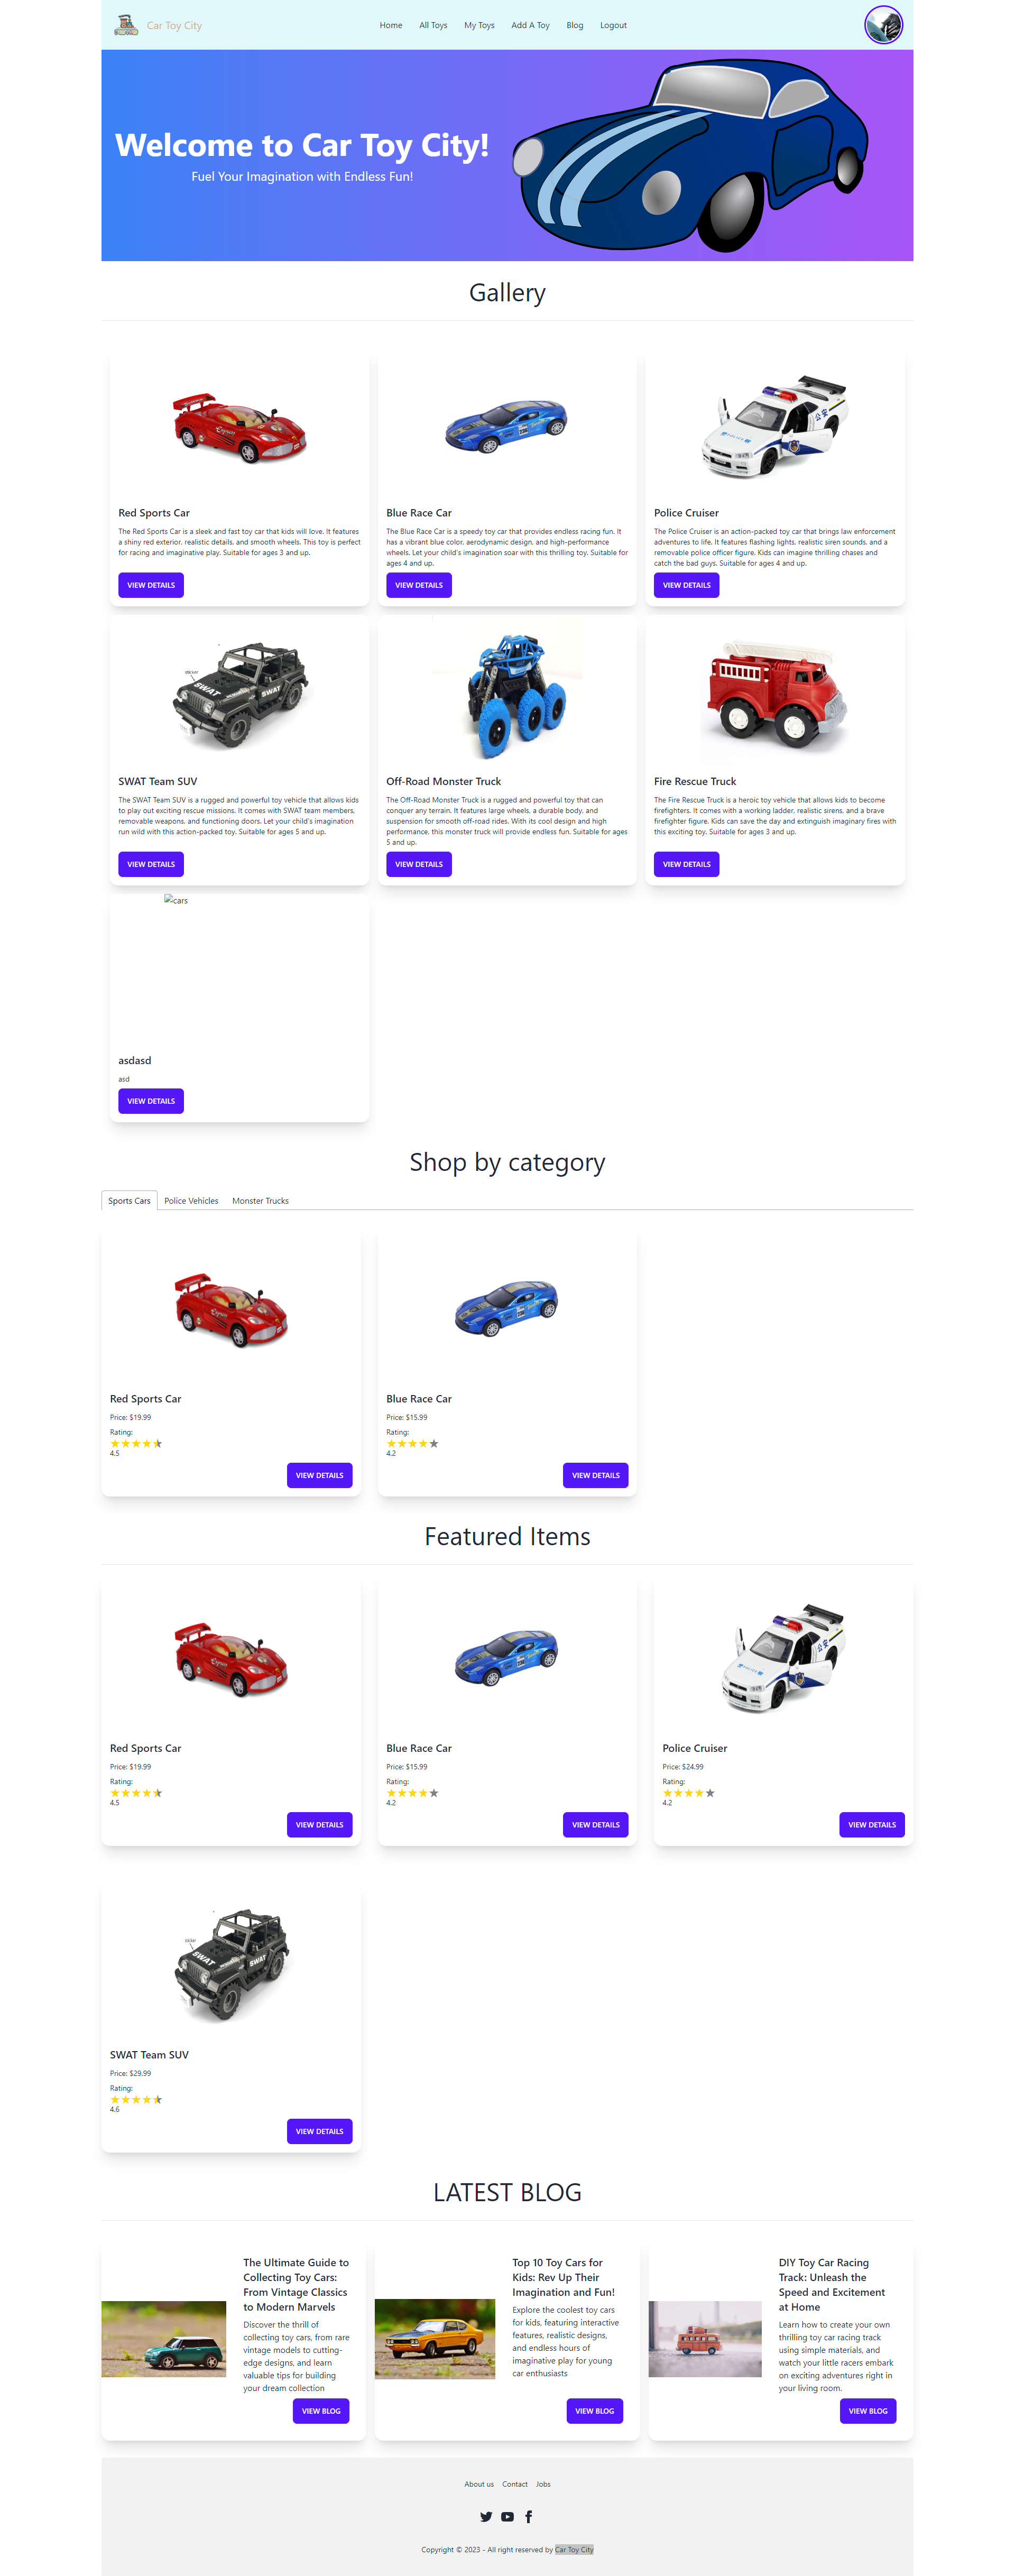 Car Toy City
Home
All Toys
My Toys
Add A Toy
Blog
Logout
Welcome to Car Toy City!
Fuel Your Imagination with Endless Fun!
Gallery
Red Sports Car
The Red Sports Car is a sleek and fast toy car that kids will love. It features
a shiny red exterior, realistic details, and smooth wheels. This toy is perfect
for racing and imaginative play. Suitable for ages 3 and up.
VIEW DETAILS
Blue Race Car
The Blue Race Car is a speedy toy car that provides endless racing fun. It
has a vibrant blue color, aerodynamic design, and high-performance
wheels. Let your child's imagination soar with this thrilling toy. Suitable for
ages 4 and up.
VIEW DETAILS
Police Cruiser
The Police Cruiser is an action-packed toy car that brings law enforcement
adventures to life. It features flashing lights, realistic siren sounds, and a
removable police officer figure. Kids can imagine thrilling chases and
catch the bad guys. Suitable for ages 4 and up.
VIEW DETAILS
SWAT
SWAT
SWAT Team SUV
The SWAT Team SUV is a rugged and powerful toy vehicle that allows kids
to play out exciting rescue missions. It comes with SWAT team members,
removable weapons, and functioning doors. Let your child's imagination
run wild with this action-packed toy. Suitable for ages 5 and up.
VIEW DETAILS
Off-Road Monster Truck
The Off-Road Monster Truck is a rugged and powerful toy that can
conquer any terrain. It features large wheels, a durable body, and
suspension for smooth off-road rides. With its cool design and high
performance, this monster truck will provide endless fun. Suitable for ages
5 and up.
VIEW DETAILS
Fire Rescue Truck
The Fire Rescue Truck is a heroic toy vehicle that allows kids to become
firefighters. It comes with a working ladder, realistic sirens, and a brave
firefighter figure. Kids can save the day and extinguish imaginary fires with
this exciting toy. Suitable for ages 3 and up.
VIEW DETAILS
cars
asdasd
asd
VIEW DETAILS
Shop by category
Sports Cars
Police Vehicles
Monster Trucks
Red Sports Car
Price: $19.99
Rating:
4.5
VIEW DETAILS
Blue Race Car
Price: $15.99
Rating:
4.2
VIEW DETAILS
Featured Items
Red Sports Car
Price: $19.99
Rating:
4.5
VIEW DETAILS
Blue Race Car
Price: $15.99
Rating:
4.2
VIEW DETAILS
Police Cruiser
Price: $24.99
Rating:
4.2
VIEW DETAILS
SWAT
SWAT
SWAT Team SUV
Price: $29.99
Rating:
4.6
VIEW DETAILS
LATEST BLOG
The Ultimate Guide to
Collecting Toy Cars:
From Vintage Classics
to Modern Marvels
Discover the thrill of
collecting toy cars, from rare
vintage models to cutting-
edge designs, and learn
valuable tips for building
your dream collection
VIEW BLOG
Top 10 Toy Cars for
Kids: Rev Up Their
Imagination and Fun!
Explore the coolest toy cars
for kids, featuring interactive
features, realistic designs,
and endless hours of
imaginative play for young
car enthusiasts
VIEW BLOG
DIY Toy Car Racing
Track: Unleash the
Speed and Excitement
at Home
Learn how to create your own
thrilling toy car racing track
using simple materials, and
watch your little racers embark
on exciting adventures right in
your living room.
VIEW BLOG
About us
Contact
Jobs
Copyright © 2023 - All right reserved by Car Toy City